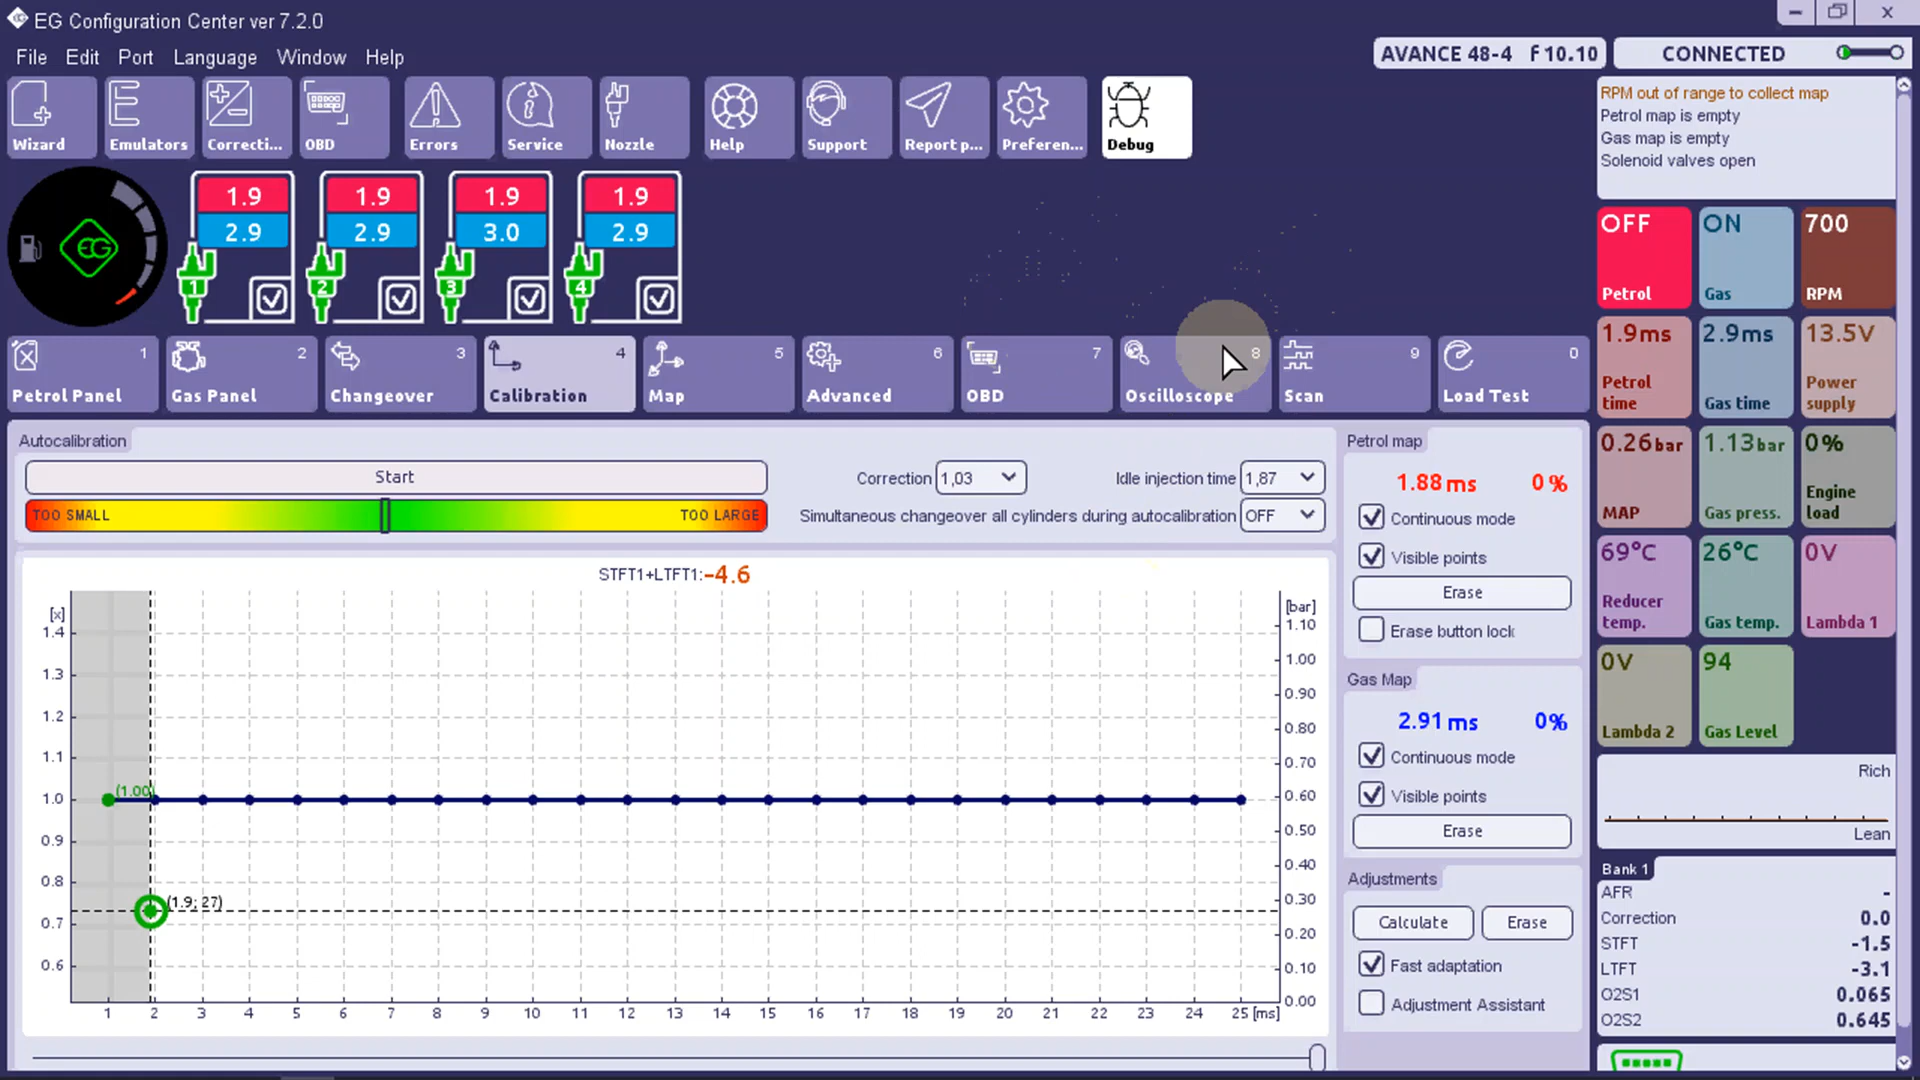 EG Configuration Center ver 7.2.0
File Edit Port Language Window Help
AVANCE 48-4 f 10.10
CONNECTED
Wizard
Emulators
Correcti...
OBD
Errors
Service
Nozzle
Help
Support
Report p...
Preferen...
Debug
RPM out of range to collect map
Petrol map is empty
Gas map is empty
Solenoid valves open
EG
1.9 1.9 1.9 1.9
2.9 2.9 3.0 2.9
1 2 3 4
OFF
Petrol
ON
Gas
700
RPM
1 Petrol Panel
2 Gas Panel
3 Changeover
4 Calibration
5 Map
6 Advanced
7 OBD
8 Oscilloscope
9 Scan
0 Load Test
1.9ms
Petrol time
2.9ms
Gas time
13.5V
Power supply
0.26bar
MAP
1.13bar
Gas press.
0%
Engine load
69°C
Reducer temp.
26°C
Gas temp.
0V
Lambda 1
0V
Lambda 2
94
Gas Level
Autocalibration
Start
TOO SMALL TOO LARGE
Correction 1,03
Idle injection time 1,87
Simultaneous changeover all cylinders during autocalibration OFF
STFT1+LTFT1:-4.6
[x]
1.4
1.3
1.2
1.1
1.0
0.9
0.8
0.7
0.6
(1.00)
(1.9; 27)
[bar]
1.10
1.00
0.90
0.80
0.70
0.60
0.50
0.40
0.30
0.20
0.10
0.00
1 2 3 4 5 6 7 8 9 10 11 12 13 14 15 16 17 18 19 20 21 22 23 24 25 [ms]
Petrol map
1.88 ms 0 %
Continuous mode
Visible points
Erase
Erase button lock
Gas Map
2.91 ms 0%
Continuous mode
Visible points
Erase
Adjustments
Calculate Erase
Fast adaptation
Adjustment Assistant
Rich
Lean
Bank 1
AFR -
Correction 0.0
STFT -1.5
LTFT -3.1
O2S1 0.065
O2S2 0.645